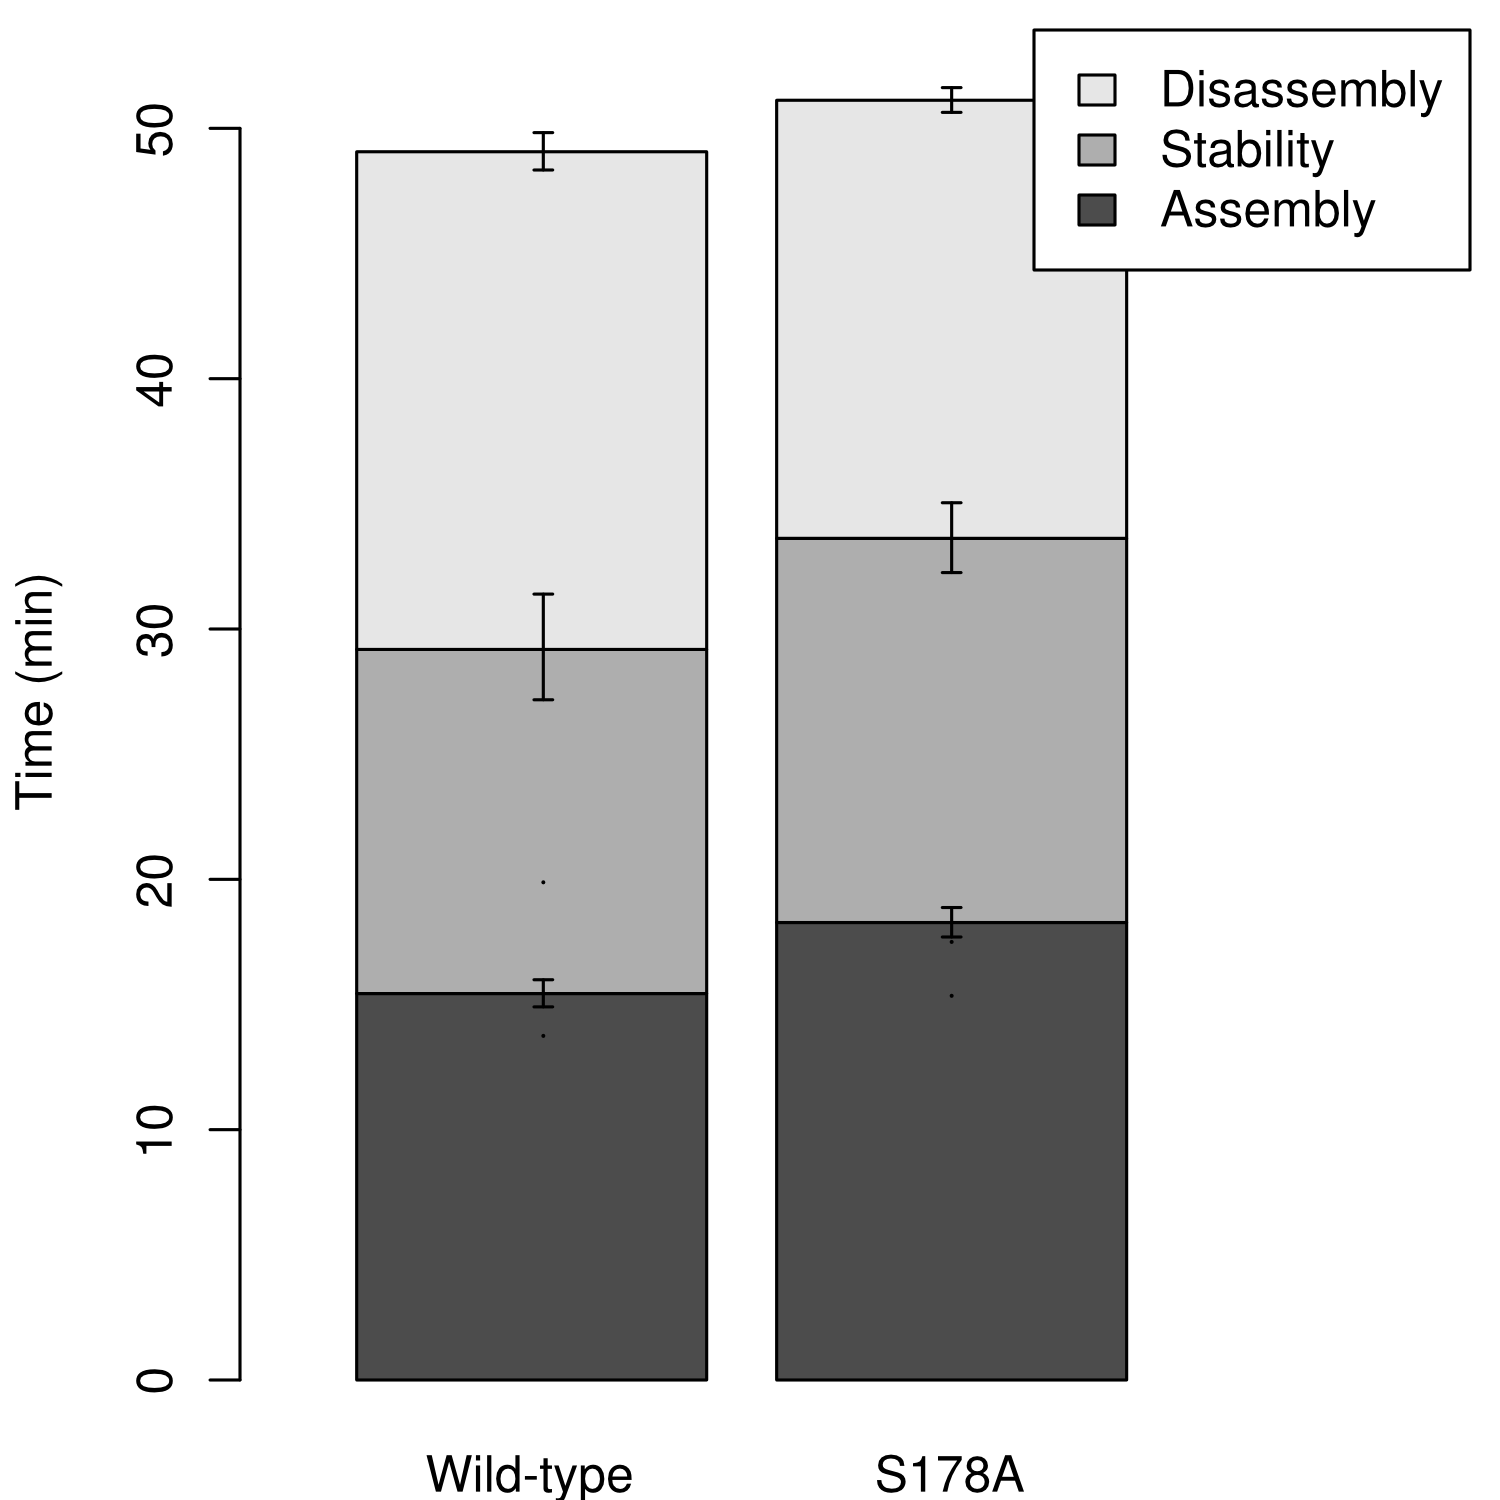 Disassembly
Stability
Assembly
Time (min)
50
40
30
20
10
0
Wild-type
S178A